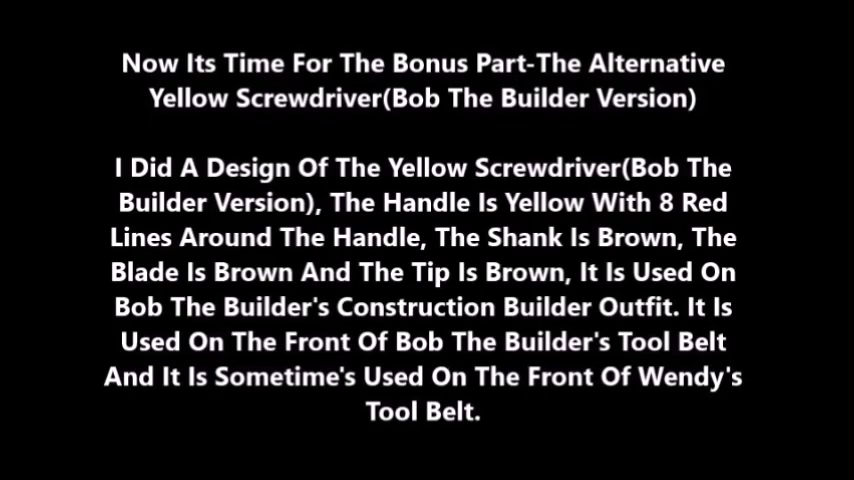 Now Its Time For The Bonus Part-The Alternative
Yellow Screwdriver(Bob The Builder Version)
I Did A Design Of The Yellow Screwdriver(Bob The
Builder Version), The Handle Is Yellow With 8 Red
Lines Around The Handle, The Shank Is Brown, The
Blade Is Brown And The Tip Is Brown, It Is Used On
Bob The Builder's Construction Builder Outfit. It Is
Used On The Front Of Bob The Builder's Tool Belt
And It Is Sometime's Used On The Front Of Wendy's
Tool Belt.